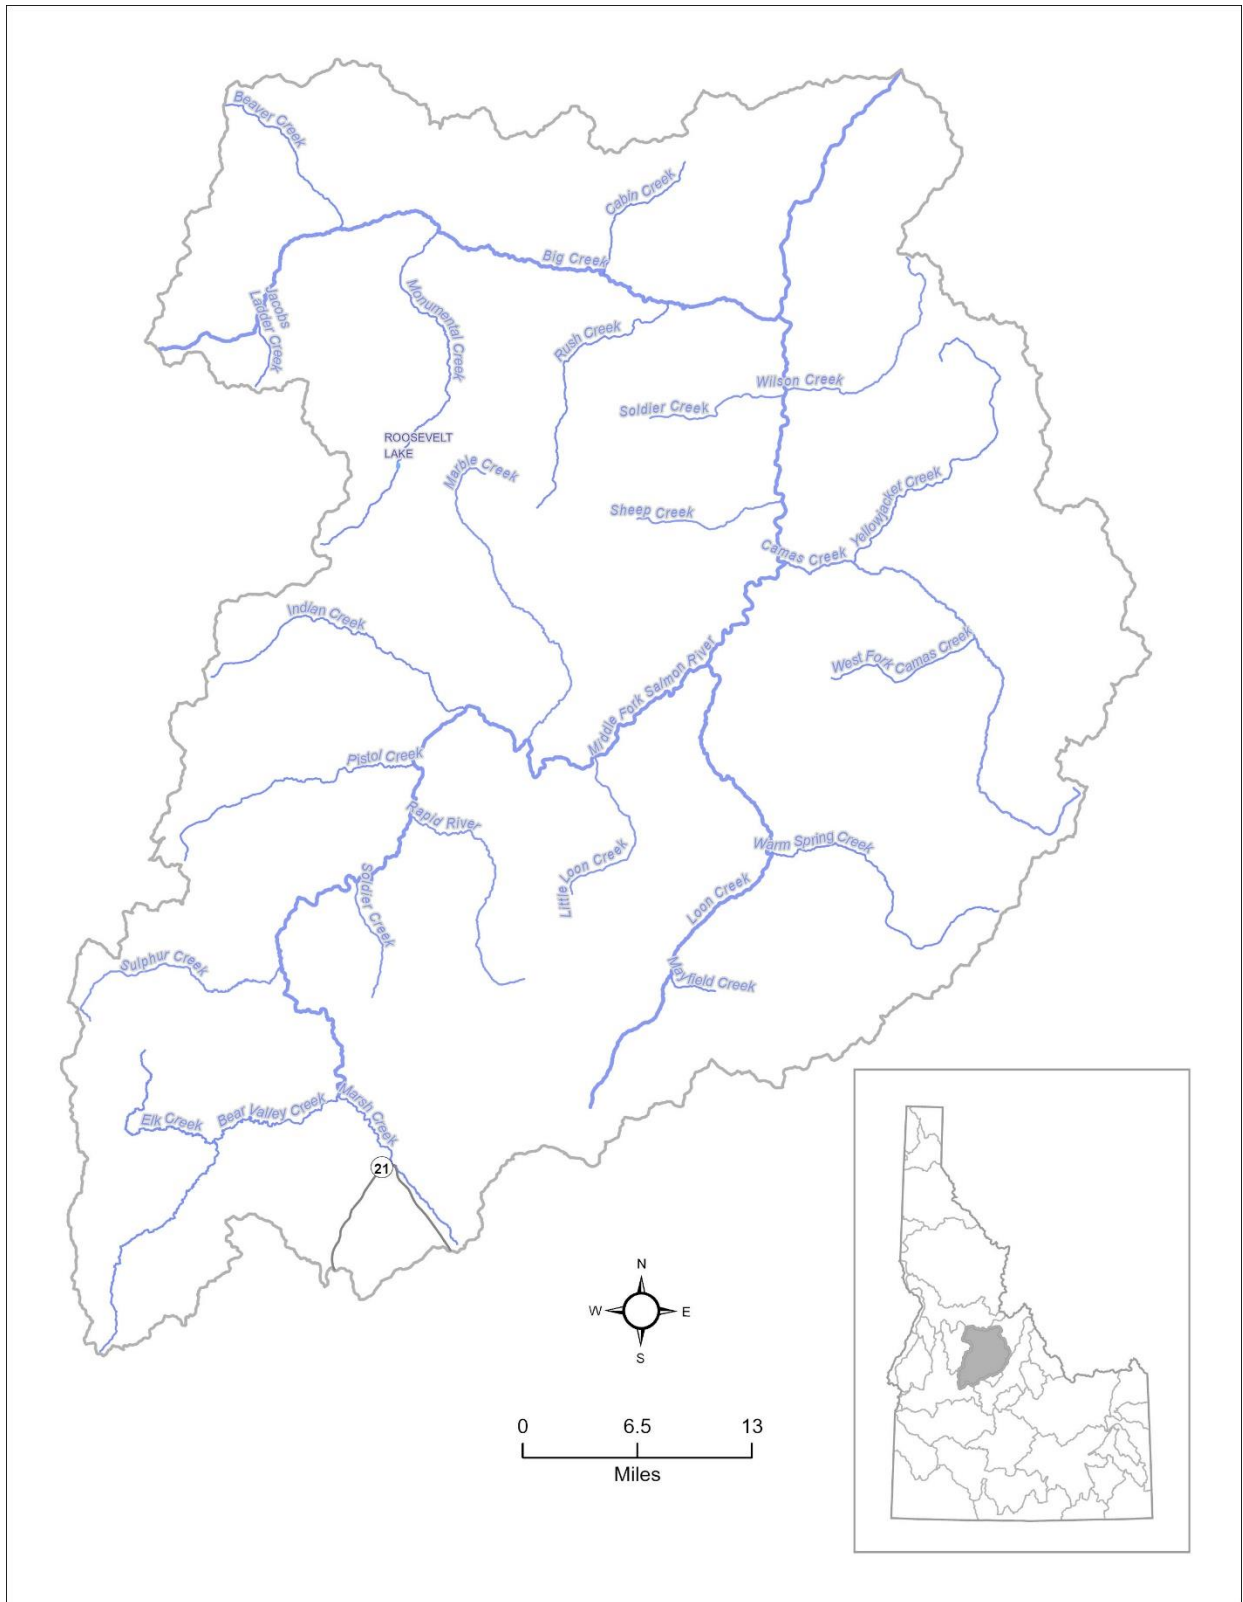 Beaver Creek
Cabin Creek
Big Creek
Jacobs
Ladder Creek
Monumental Creek
Rush Creek
Wilson Creek
Soldier Creek
ROOSEVELT
LAKE
Marble Creek
Yellowjacket Creek
Sheep Creek
Camas Creek
Indian Creek
West Fork Camas Creek
Middle Fork Salmon River
Pistol Creek
Rapid River
Warm Spring Creek
Little Loon Creek
Soldier Creek
Loon Creek
Sulphur Creek
Mayfield Creek
Elk Creek
Bear Valley Creek
Marsh Creek
21
N
W
E
S
0 6.5 13
Miles